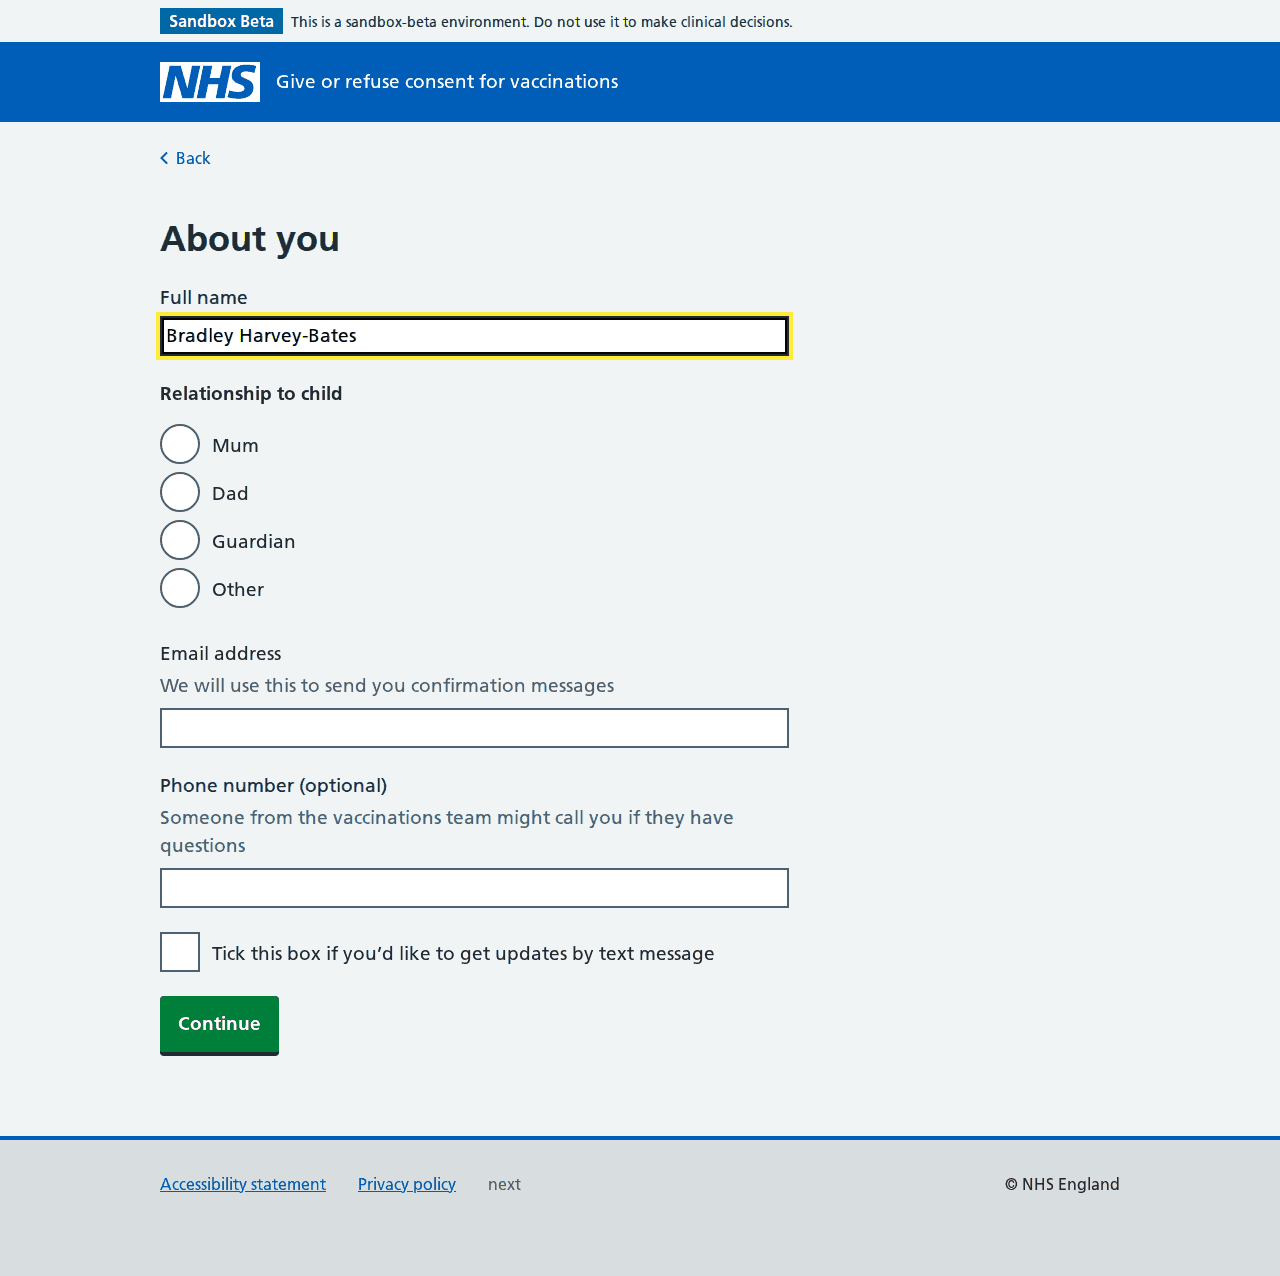 Sandbox Beta This is a sandbox-beta environment. Do not use it to make clinical decisions.
NHS Give or refuse consent for vaccinations
Back
About you
Full name
Bradley Harvey-Bates
Relationship to child
Mum
Dad
Guardian
Other
Email address
We will use this to send you confirmation messages
Phone number (optional)
Someone from the vaccinations team might call you if they have
questions
Tick this box if you’d like to get updates by text message
Continue
Accessibility statement Privacy policy next © NHS England